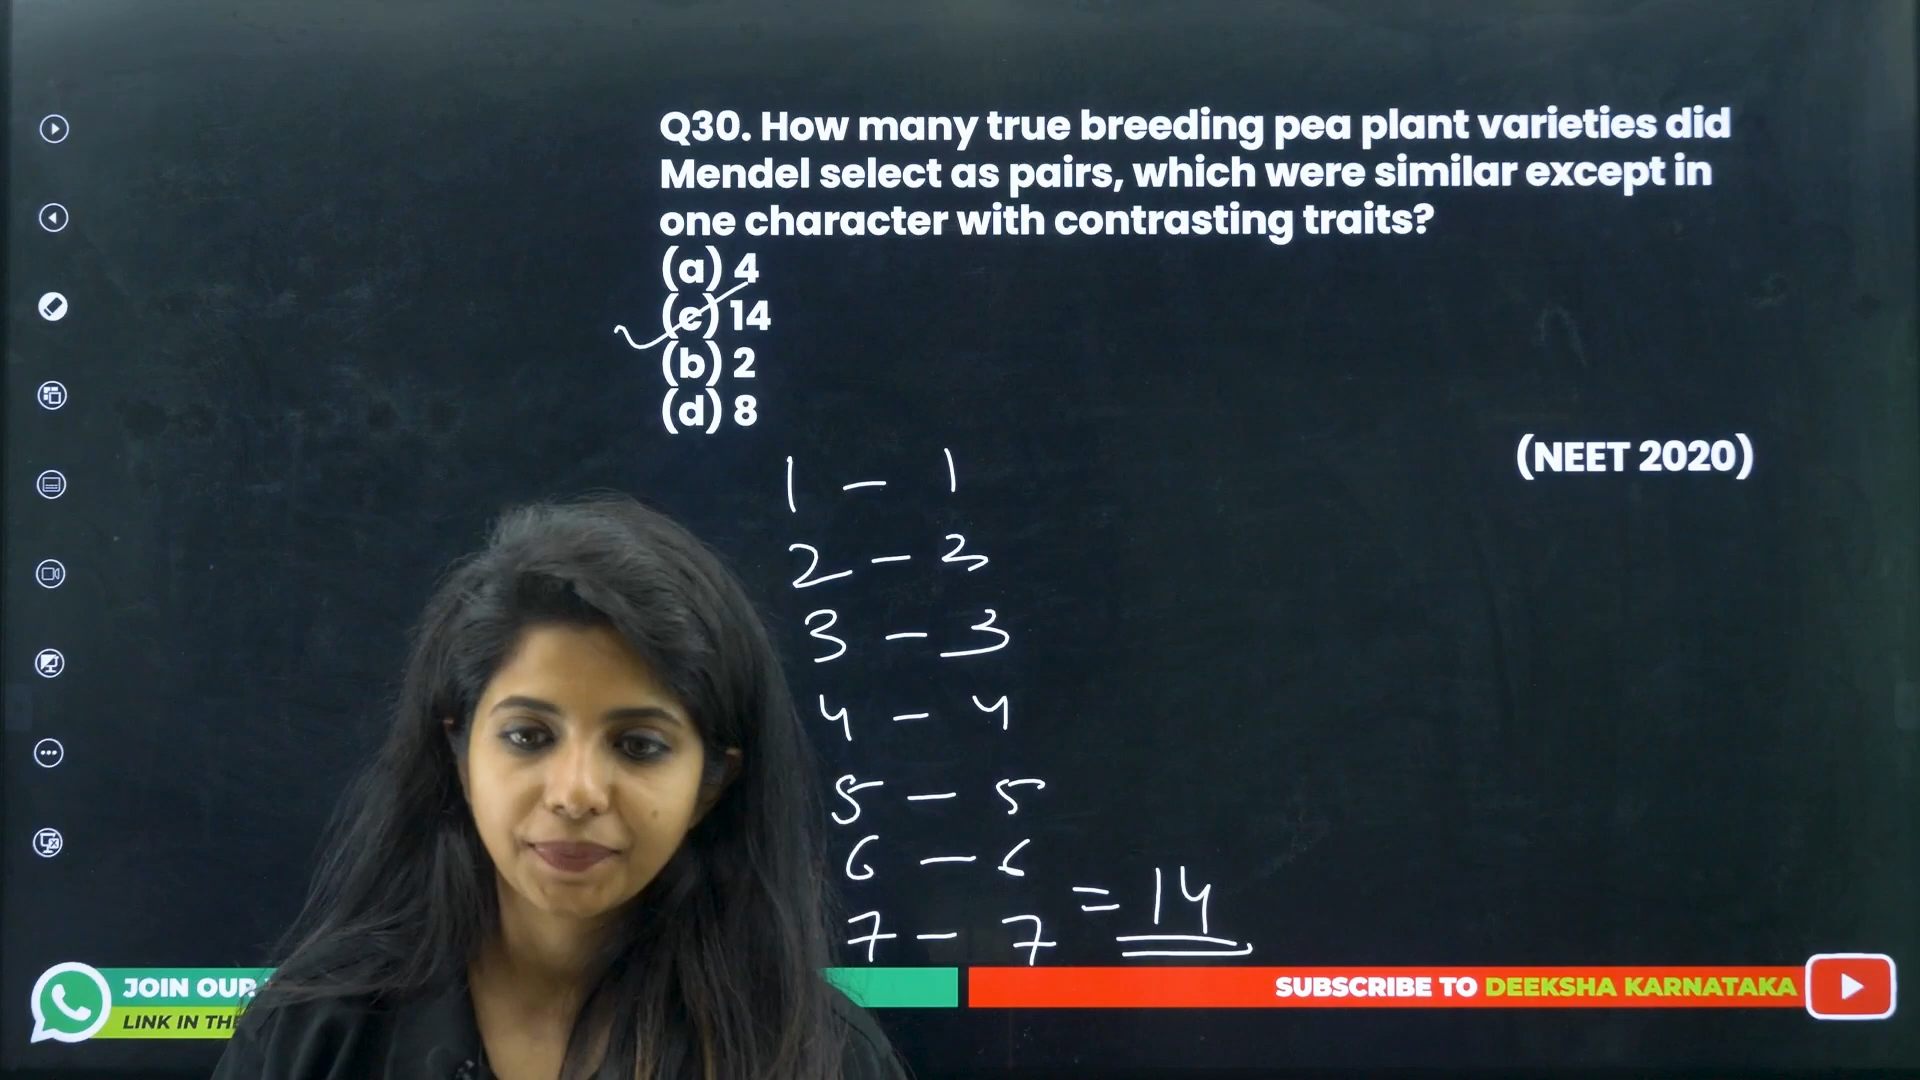 Q30. How many true breeding pea plant varieties did
Mendel select as pairs, which were similar except in
one character with contrasting traits?
(a) 4
(c) 14
(b) 2
(d) 8
(NEET 2020)
1 - 1
2 - 2
3 - 3
4 - 4
5 - 5
6 - 6
7 - 7 = 14
JOIN OUR
LINK IN THE
SUBSCRIBE TO DEEKSHA KARNATAKA